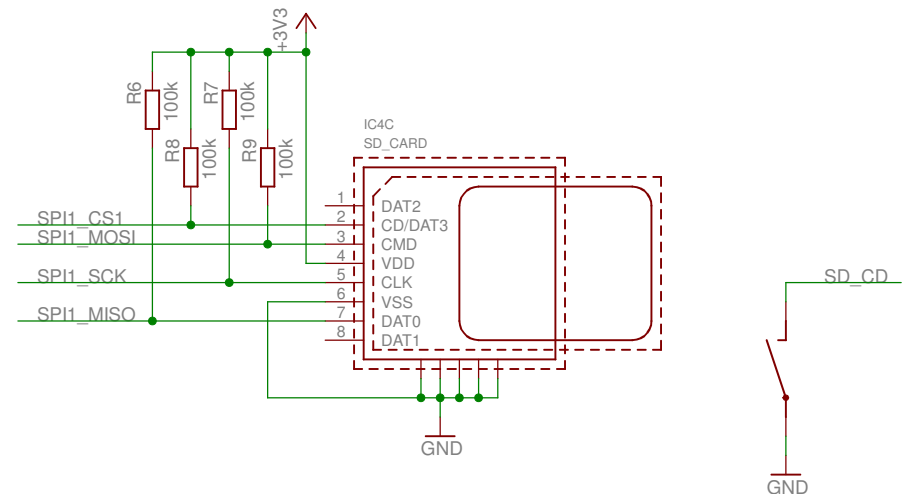 +3V3
R6
100k
R7
100k
R8
100k
R9
100k
IC4C
SD_CARD
1
DAT2
SPI1_CS1
2
CD/DAT3
SPI1_MOSI
3
CMD
4
VDD
SPI1_SCK
5
CLK
SD_CD
6
VSS
SPI1_MISO
7
DAT0
8
DAT1
GND
GND